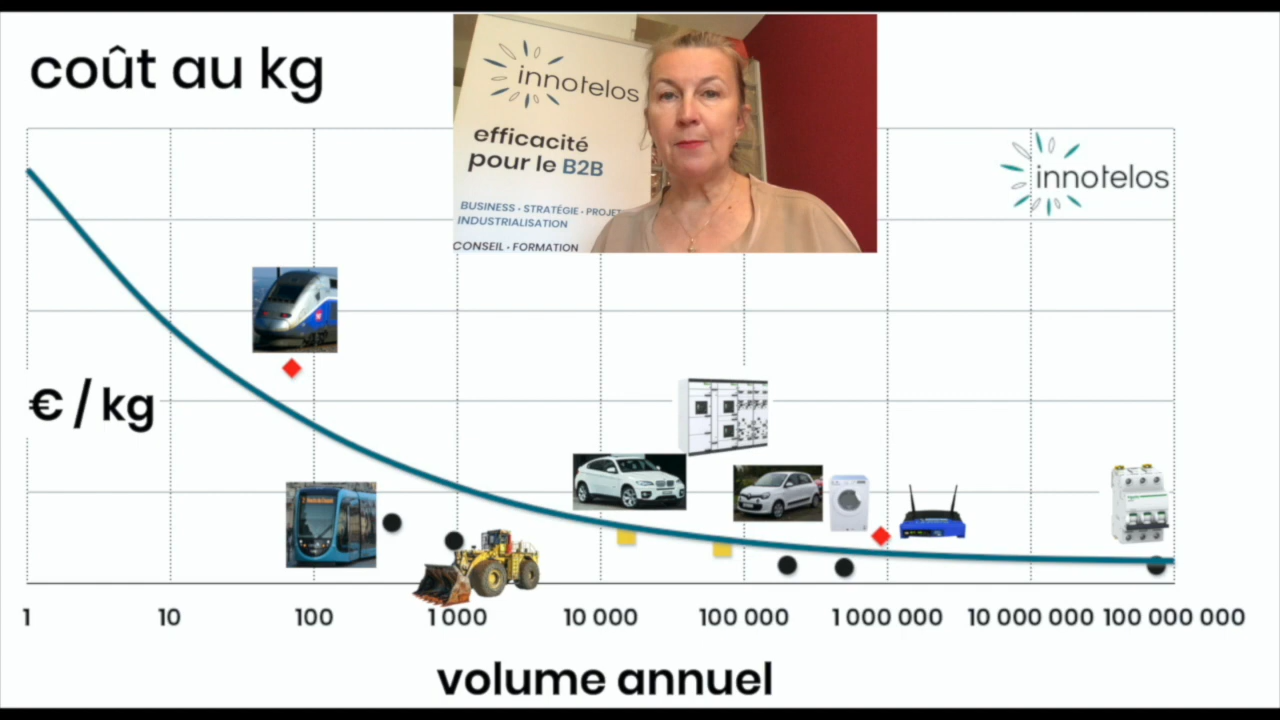 coût au kg
innotelos
efficacité
pour le B2B
BUSINESS · STRATÉGIE · PROJET
INDUSTRIALISATION
CONSEIL · FORMATION
innotelos
€ / kg
1
10
100
1 000
10 000
100 000
1 000 000
10 000 000
100 000 000
volume annuel